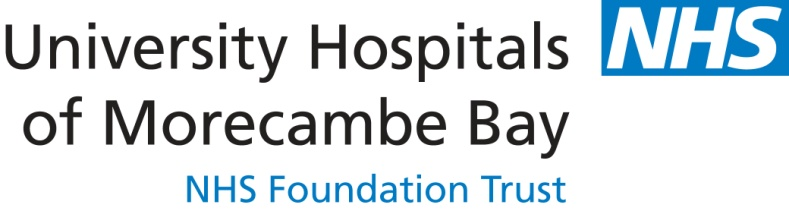 University Hospitals NHS
of Morecambe Bay
NHS Foundation Trust